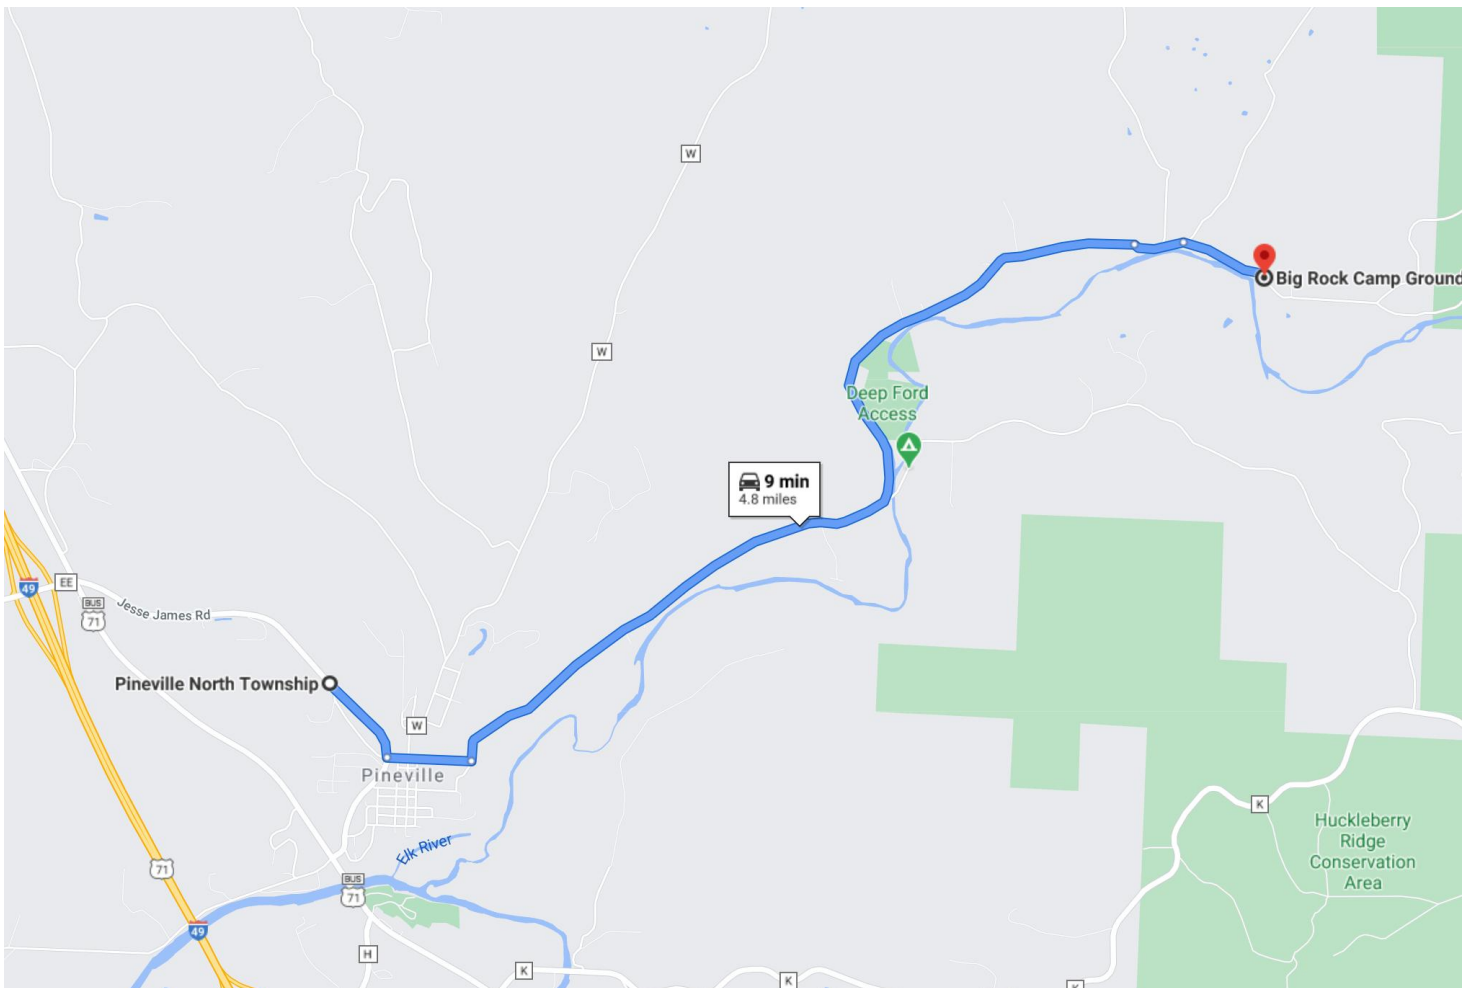 W
Big Rock Camp Ground
W
Deep Ford
Access
9 min
4.8 miles
49
EE
BUS
71
Jesse James Rd
Pineville North Township
W
Pineville
K
Huckleberry
Ridge
Conservation
Area
Elk River
71
BUS
71
49
H
K
K
K